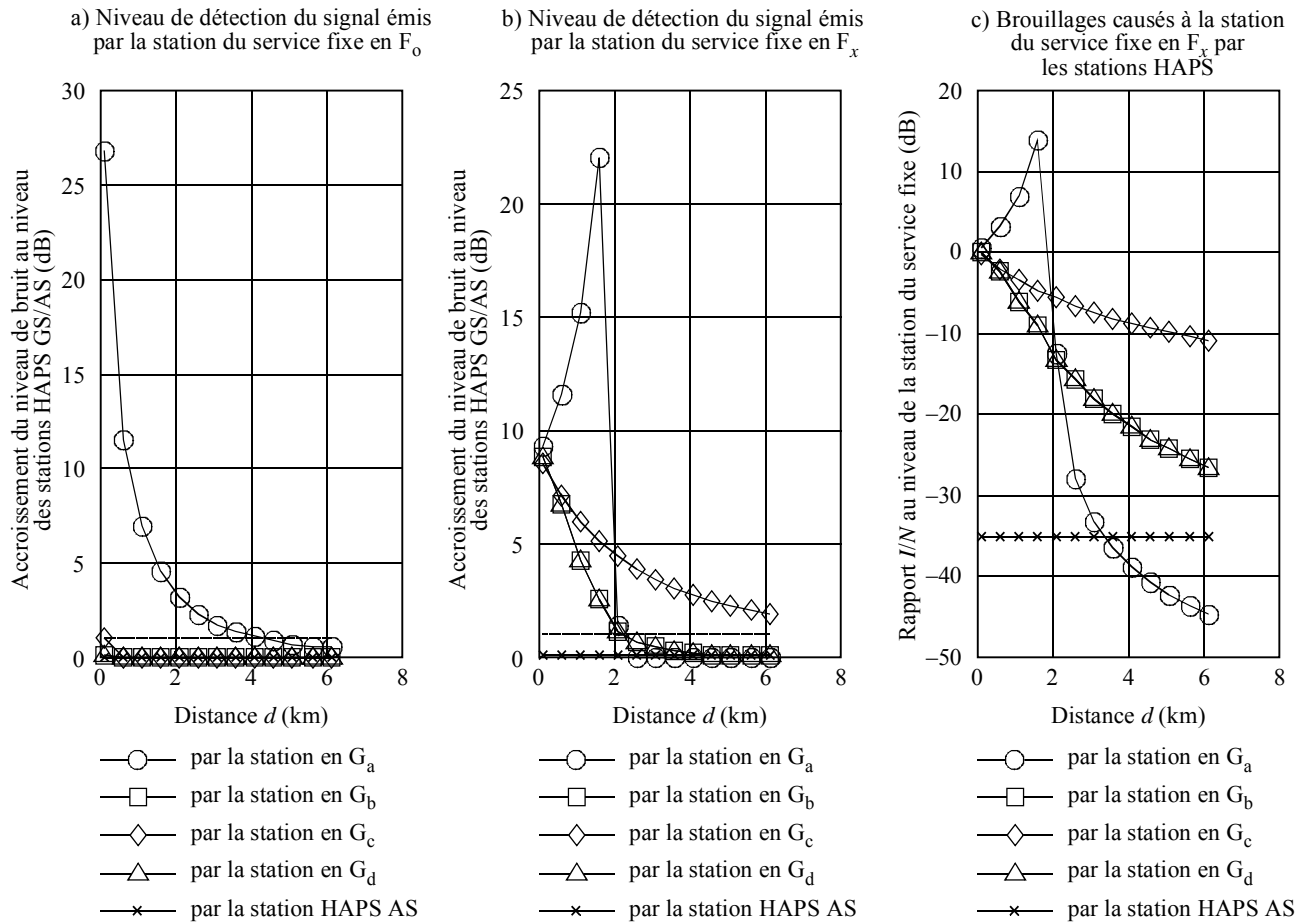 a) Niveau de détection du signal émis
par la station du service fixe en Fo
b) Niveau de détection du signal émis
par la station du service fixe en Fx
c) Brouillages causés à la station
du service fixe en Fx par
les stations HAPS
Accroissement du niveau de bruit au niveau
des stations HAPS GS/AS (dB)
30
25
20
15
10
5
0
0
2
4
6
8
Distance d (km)
Accroissement du niveau de bruit au niveau
des stations HAPS GS/AS (dB)
25
20
15
10
5
0
0
2
4
6
8
Distance d (km)
Rapport I/N au niveau de la station du service fixe (dB)
20
10
0
–10
–20
–30
–40
–50
0
2
4
6
8
Distance d (km)
par la station en Ga
par la station en Gb
par la station en Gc
par la station en Gd
par la station HAPS AS
par la station en Ga
par la station en Gb
par la station en Gc
par la station en Gd
par la station HAPS AS
par la station en Ga
par la station en Gb
par la station en Gc
par la station en Gd
par la station HAPS AS